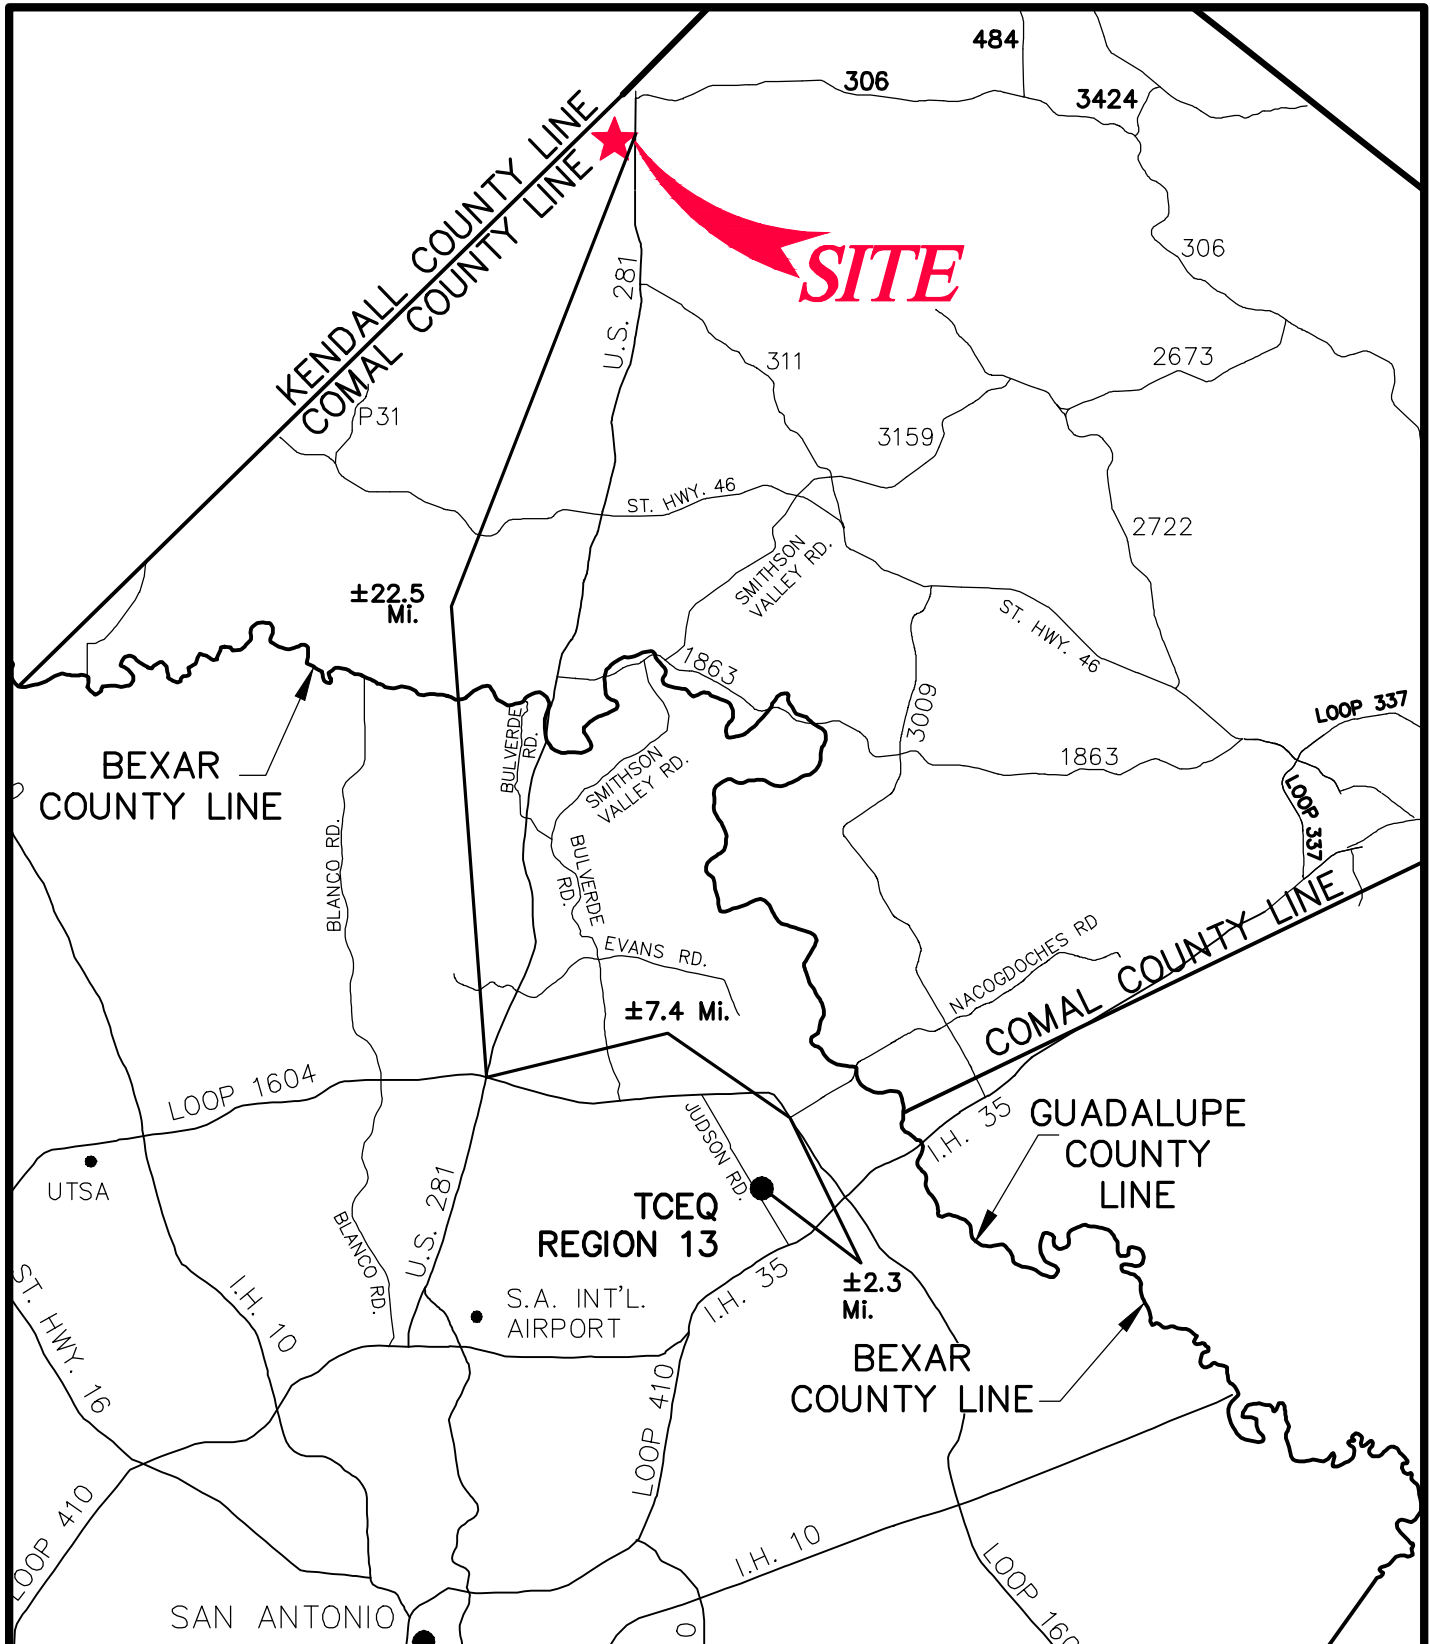 484
306
3424
KENDALL COUNTY LINE
COMAL COUNTY LINE
SITE
306
U.S. 281
311
2673
P31
3159
ST. HWY. 46
2722
SMITHSON
VALLEY RD.
±22.5
Mi.
ST. HWY. 46
1863
3009
LOOP 337
BULVERDE
RD.
BEXAR
COUNTY LINE
SMITHSON
VALLEY RD.
1863
LOOP 337
BLANCO RD.
BULVERDE
RD.
EVANS RD.
NACOGDOCHES RD
COMAL COUNTY LINE
±7.4 Mi.
LOOP 1604
JUDSON RD.
I.H. 35
GUADALUPE
COUNTY
LINE
UTSA
U.S. 281
TCEQ
REGION 13
BLANCO RD.
I.H. 35
±2.3
Mi.
ST. HWY. 16
I.H. 10
S.A. INT'L.
AIRPORT
BEXAR
COUNTY LINE
LOOP 410
LOOP 410
I.H. 10
LOOP 160
SAN ANTONIO
0